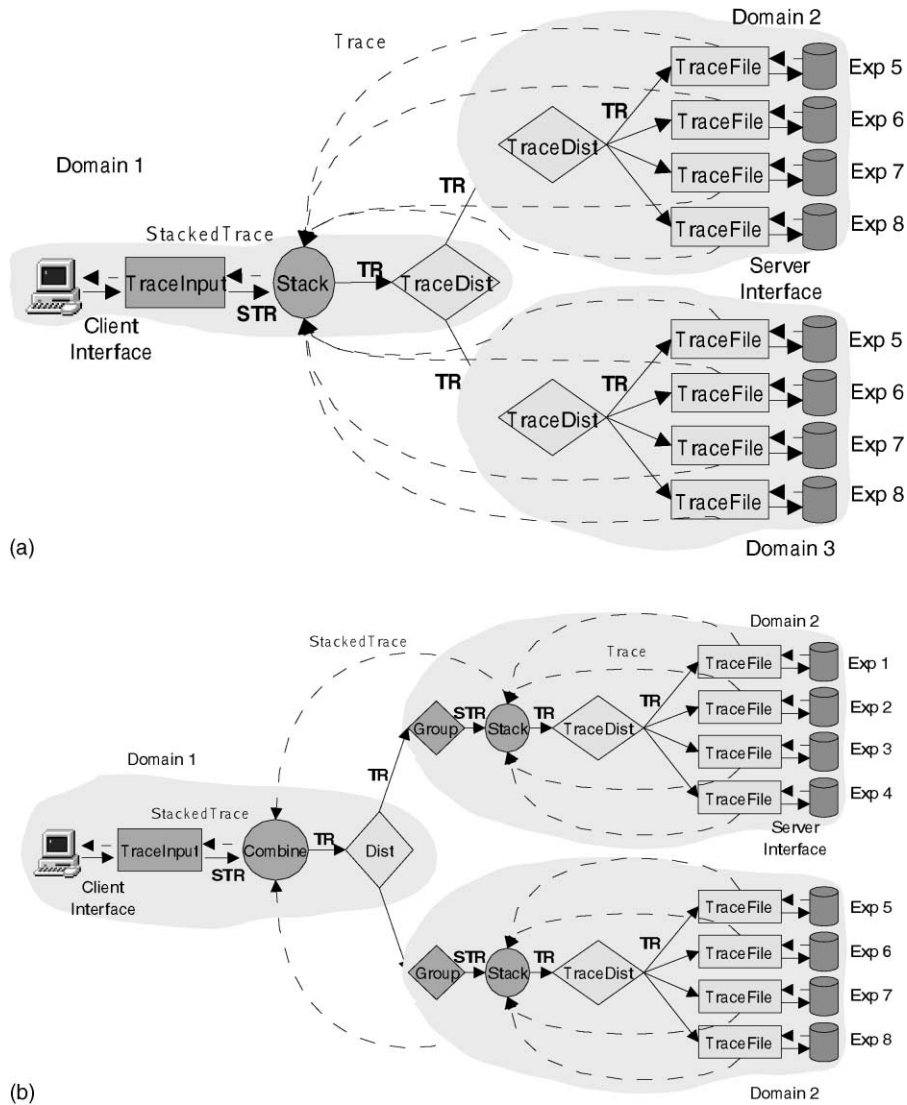 Domain 2
Trace
TraceFile
Exp 5
TR
TraceFile
Exp 6
TraceDist
Domain 1
TraceFile
Exp 7
TR
TraceFile
Exp 8
StackedTrace
Server
Interface
TraceInput
Stack
TR
TraceDist
STR
Client
Interface
TraceFile
Exp 5
TR
TR
TraceFile
Exp 6
TraceDist
TraceFile
Exp 7
TraceFile
Exp 8
(a)
Domain 3
Domain 2
StackedTrace
Trace
TraceFile
Exp 1
TR
TraceFile
Exp 2
Group
STR
Stack
TR
TraceDist
TraceFile
Exp 3
Domain 1
TR
TraceFile
Exp 4
StackedTrace
Server
Interface
TraceInput
Combine
TR
Dist
STR
Client
Interface
TraceFile
Exp 5
TR
TraceFile
Exp 6
Group
STR
Stack
TR
TraceDist
TraceFile
Exp 7
TraceFile
Exp 8
(b)
Domain 2